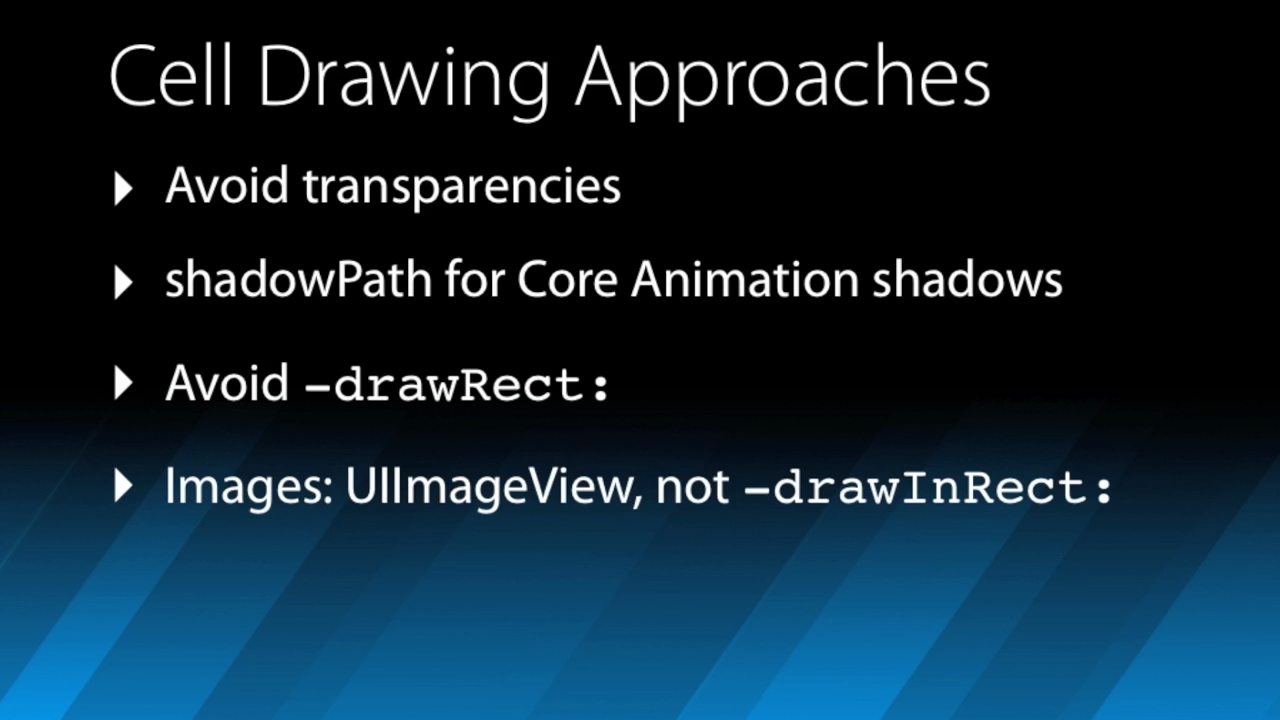 Cell Drawing Approaches
Avoid transparencies
shadowPath for Core Animation shadows
Avoid -drawRect:
Images: UIImageView, not -drawInRect: